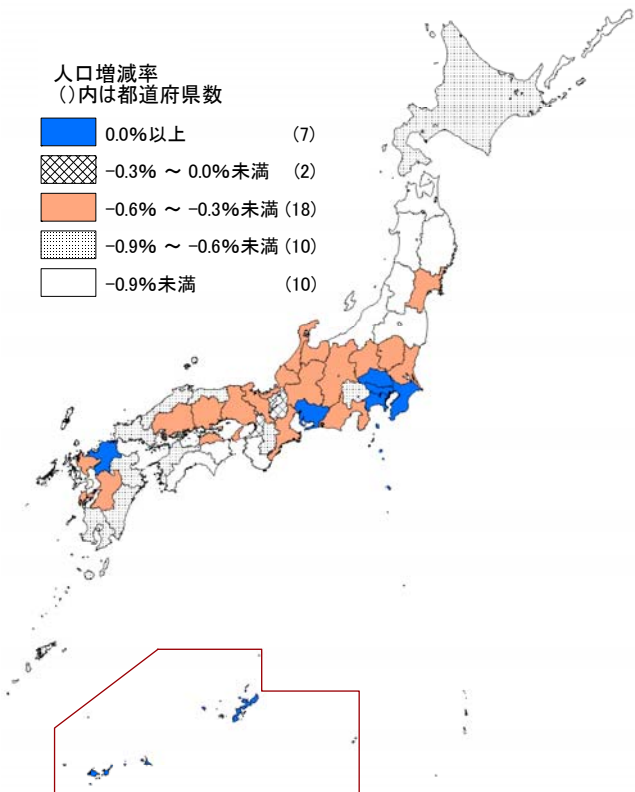 人口増減率
()内は都道府県数
0.0%以上 (7)
-0.3% ～ 0.0%未満 (2)
-0.6% ～ -0.3%未満 (18)
-0.9% ～ -0.6%未満 (10)
-0.9%未満 (10)